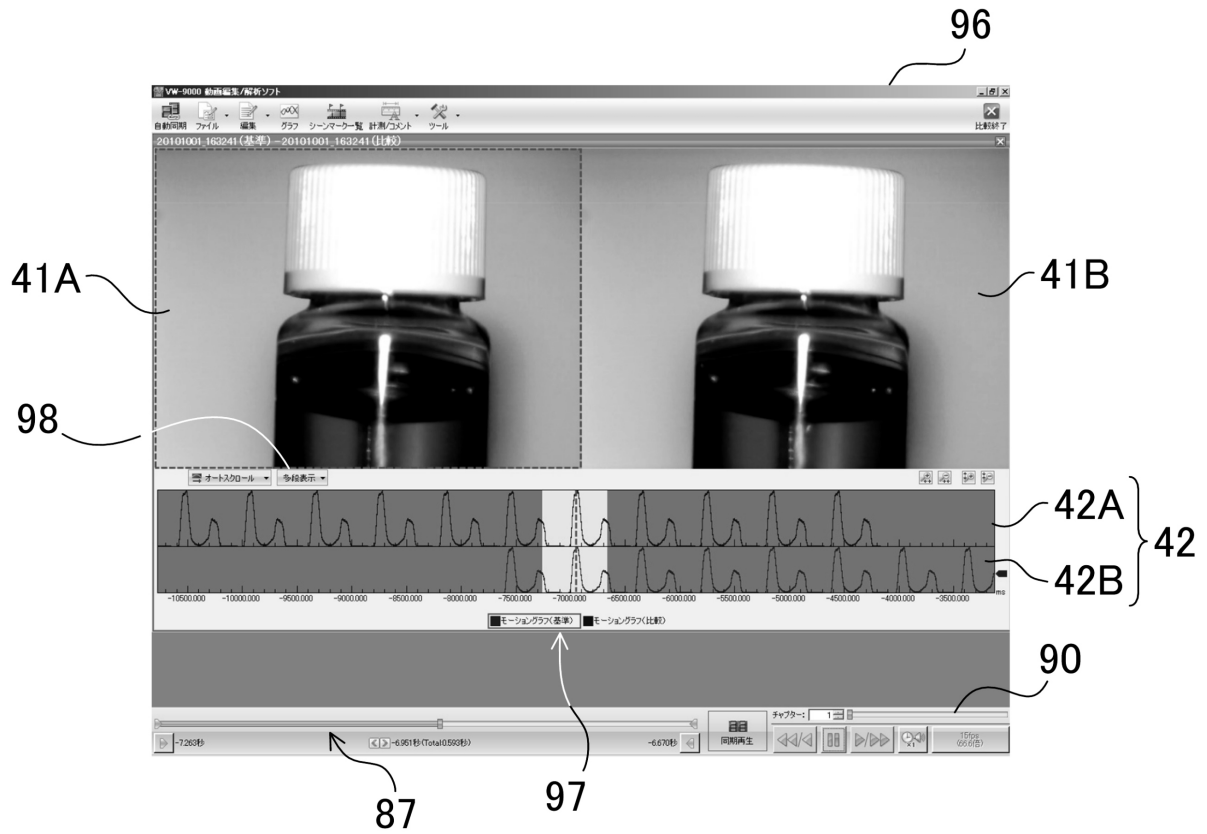 96
VW-9000 動画編集/解析ソフト
自動同期 ファイル 編集 グラフ シーンマーク一覧 計測/コメント ツール 比較終了
20101001_163241(基準) -20101001_163241(比較)
41A 41B
98
オートスクロール 多段表示
42A
42
42B
-10500.000 -10000.000 -9500.000 -9000.000 -8500.000 -8000.000 -7500.000 -7000.000 -6500.000 -6000.000 -5500.000 -5000.000 -4500.000 -4000.000 -3500.000 ms
モーショングラフ(基準) モーショングラフ(比較)
90
チャプター: 1
-7.263秒 -6.951秒(Total0.593秒) -6.670秒 同期再生 ×1 15fps
(66.6倍)
87 97